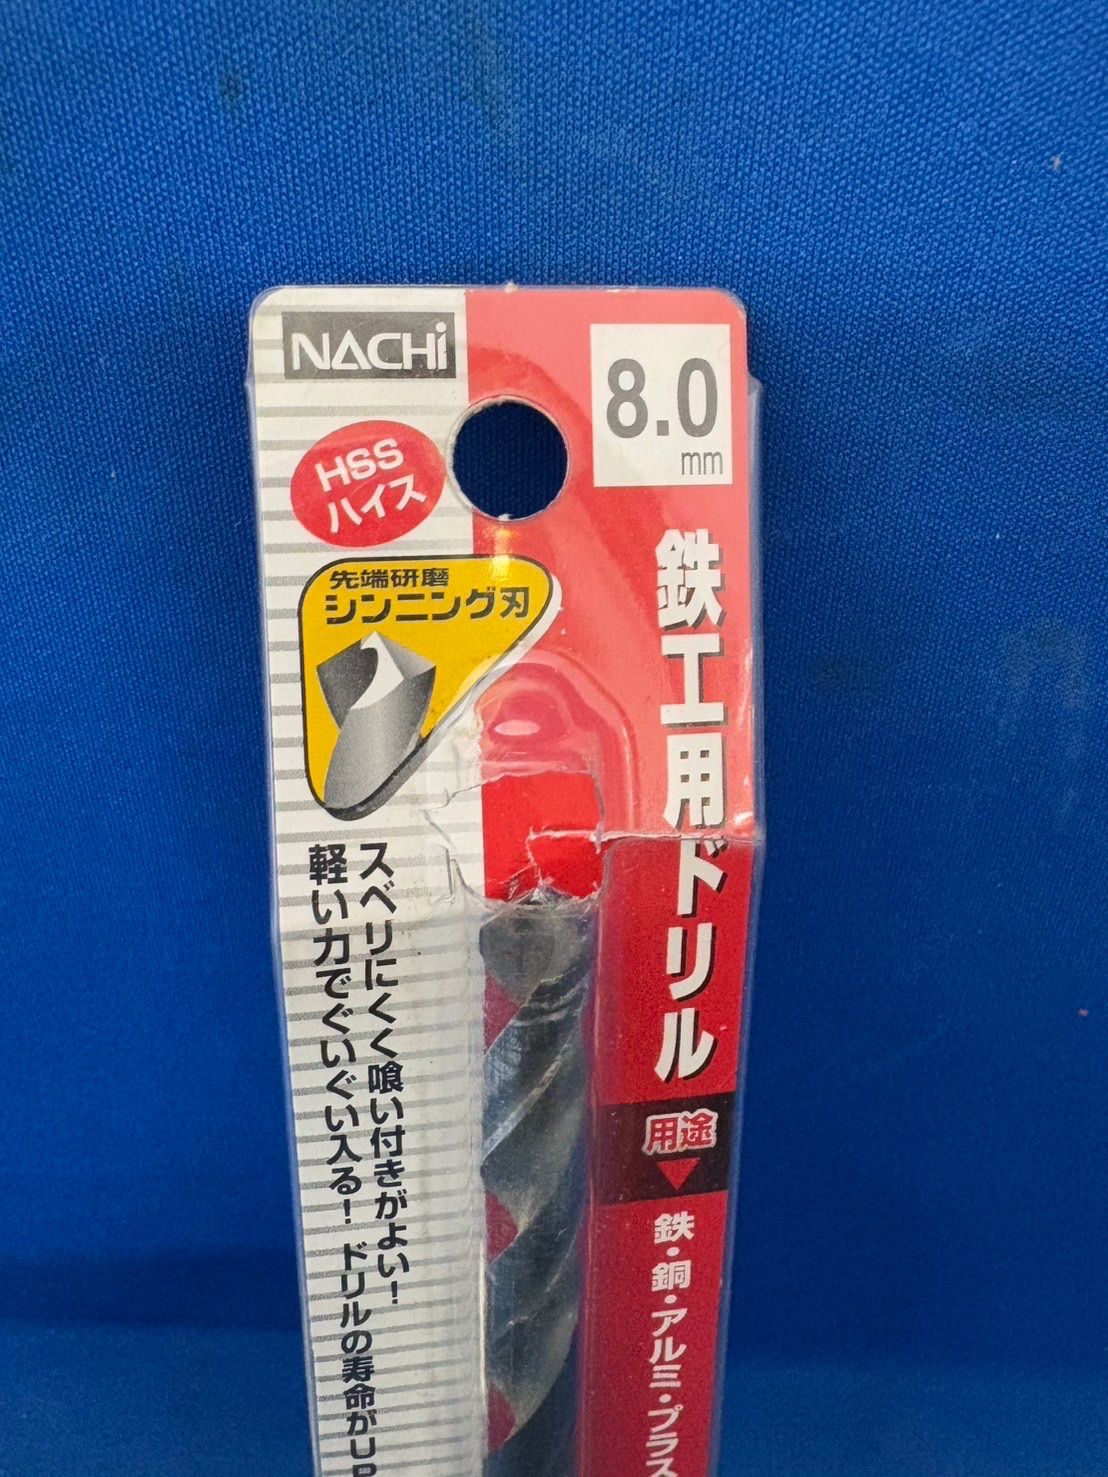 NACHi
8.0
mm
HSS
ハイス
先端研磨
シンニング刃
鉄工用ドリル
スベリにくく喰い付きがよい!
軽い力でぐいぐい入る!ドリルの寿命がUP
用途
鉄・銅・アルミ・プラス